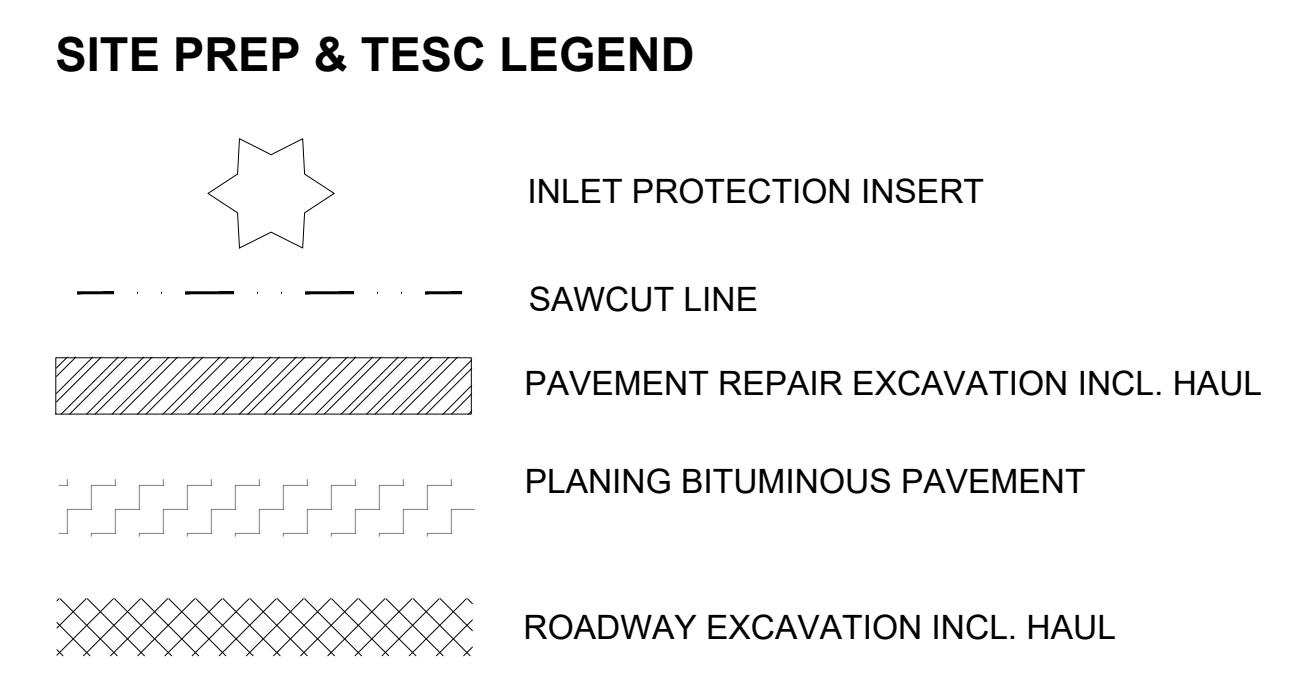 SITE PREP & TESC LEGEND
INLET PROTECTION INSERT
SAWCUT LINE
PAVEMENT REPAIR EXCAVATION INCL. HAUL
PLANING BITUMINOUS PAVEMENT
ROADWAY EXCAVATION INCL. HAUL